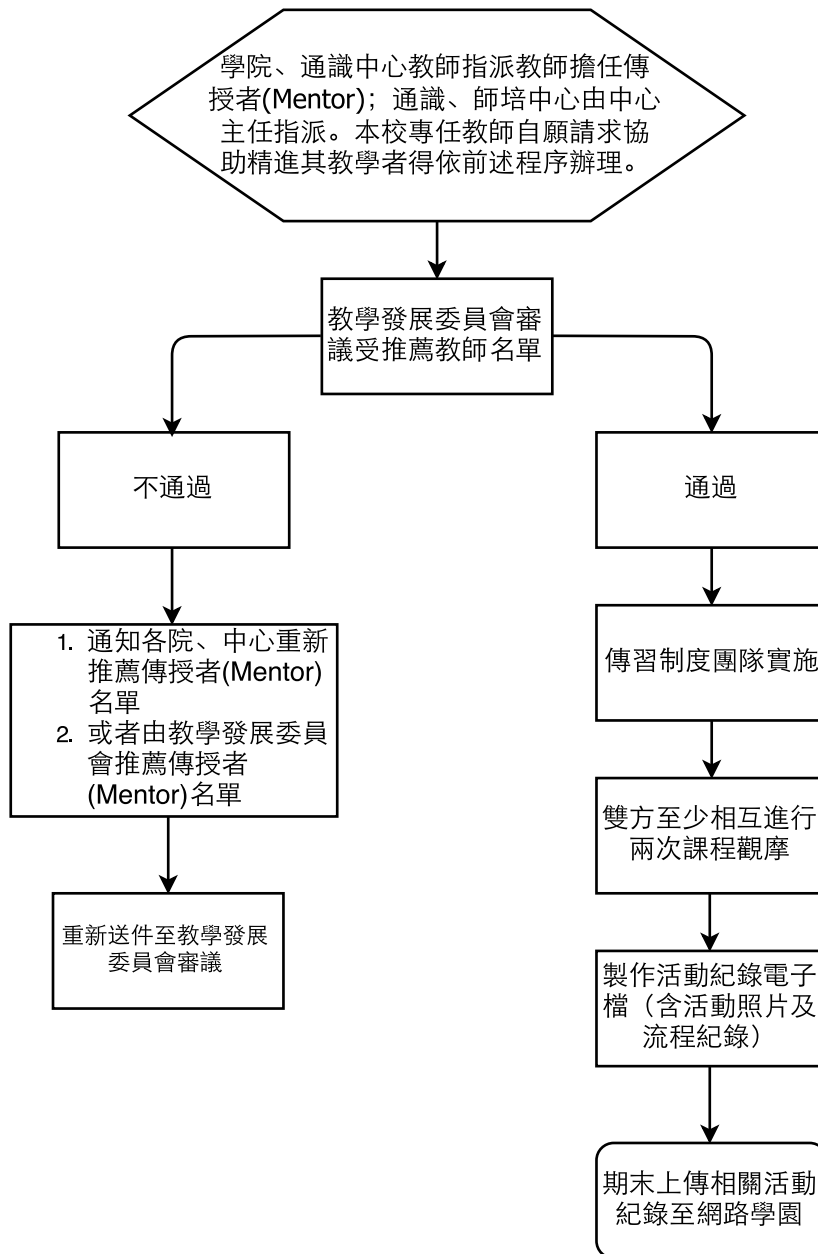 學院、通識中心教師指派教師擔任傳
授者(Mentor)；通識、師培中心由中心
主任指派。本校專任教師自願請求協
助精進其教學者得依前述程序辦理。
教學發展委員會審
議受推薦教師名單
不通過
通過
1. 通知各院、中心重新
推薦傳授者(Mentor)
名單
2. 或者由教學發展委員
會推薦傳授者
(Mentor)名單
重新送件至教學發展
委員會審議
傳習制度團隊實施
雙方至少相互進行
兩次課程觀摩
製作活動紀錄電子
檔（含活動照片及
流程紀錄）
期末上傳相關活動
紀錄至網路學園